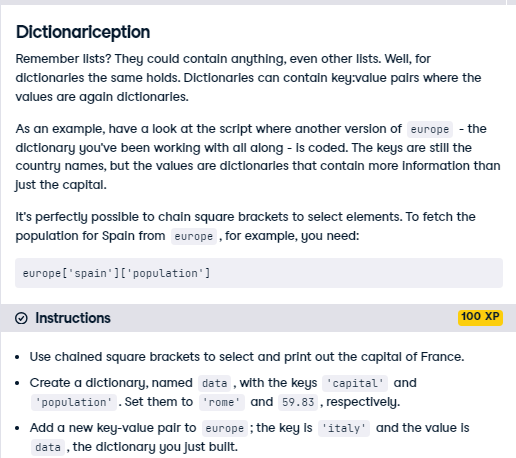 Dictionariception
Remember lists? They could contain anything, even other lists. Well, for
dictionaries the same holds. Dictionaries can contain key:value pairs where the
values are again dictionaries.
As an example, have a look at the script where another version of europe - the
dictionary you've been working with all along - is coded. The keys are still the
country names, but the values are dictionaries that contain more information than
just the capital.
It's perfectly possible to chain square brackets to select elements. To fetch the
population for Spain from europe , for example, you need:
europe['spain']['population']
Instructions
100 XP
• Use chained square brackets to select and print out the capital of France.
• Create a dictionary, named data , with the keys 'capital' and
'population' . Set them to 'rome' and 59.83 , respectively.
• Add a new key-value pair to europe ; the key is 'italy' and the value is
data , the dictionary you just built.